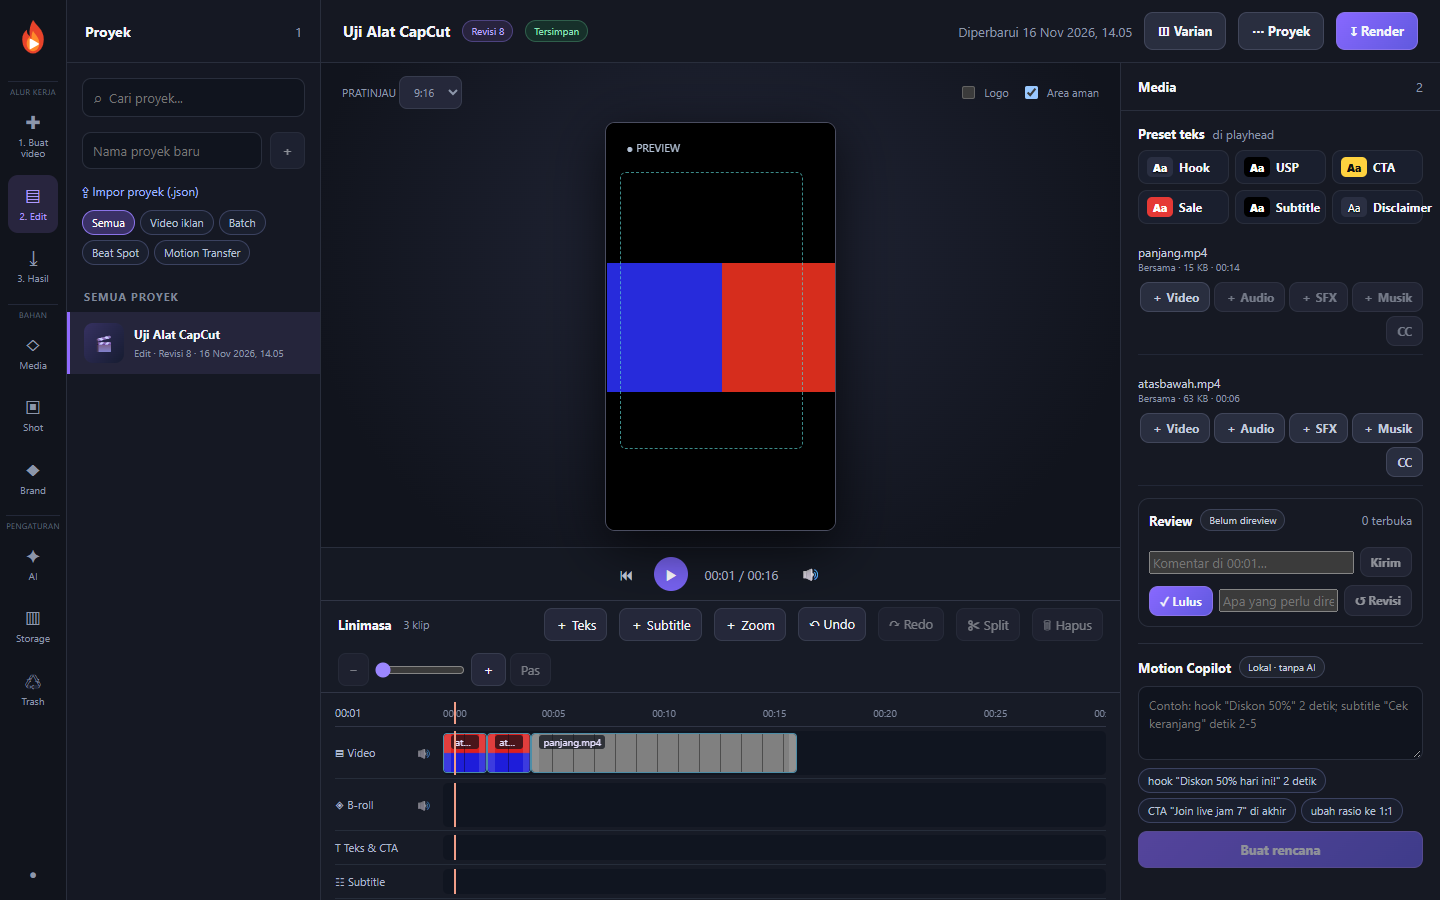 ALUR KERJA
1. Buat
video
2. Edit
3. Hasil
BAHAN
Media
Shot
Brand
PENGATURAN
AI
Storage
Trash
Proyek 1
Cari proyek...
Nama proyek baru +
Impor proyek (.json)
Semua Video iklan Batch
Beat Spot Motion Transfer
SEMUA PROYEK
Uji Alat CapCut
Edit · Revisi 8 · 16 Nov 2026, 14.05
Uji Alat CapCut Revisi 8 Tersimpan
Diperbarui 16 Nov 2026, 14.05 Varian ··· Proyek Render
PRATINJAU 9:16 Logo Area aman
● PREVIEW
00:01 / 00:16
Linimasa 3 klip + Teks + Subtitle + Zoom Undo Redo Split Hapus
− + Pas
00:01 00:00 00:05 00:10 00:15 00:20 00:25 00:
Video at... at... panjang.mp4
B-roll
T Teks & CTA
Subtitle
Media 2
Preset teks di playhead
Aa Hook Aa USP Aa CTA
Aa Sale Aa Subtitle Aa Disclaimer
panjang.mp4
Bersama · 15 KB · 00:14
+ Video + Audio + SFX + Musik
CC
atasbawah.mp4
Bersama · 63 KB · 00:06
+ Video + Audio + SFX + Musik
CC
Review Belum direview 0 terbuka
Komentar di 00:01... Kirim
✓ Lulus Apa yang perlu dire ↺ Revisi
Motion Copilot Lokal · tanpa AI
Contoh: hook "Diskon 50%" 2 detik; subtitle "Cek
keranjang" detik 2-5
hook "Diskon 50% hari ini!" 2 detik
CTA "Join live jam 7" di akhir ubah rasio ke 1:1
Buat rencana